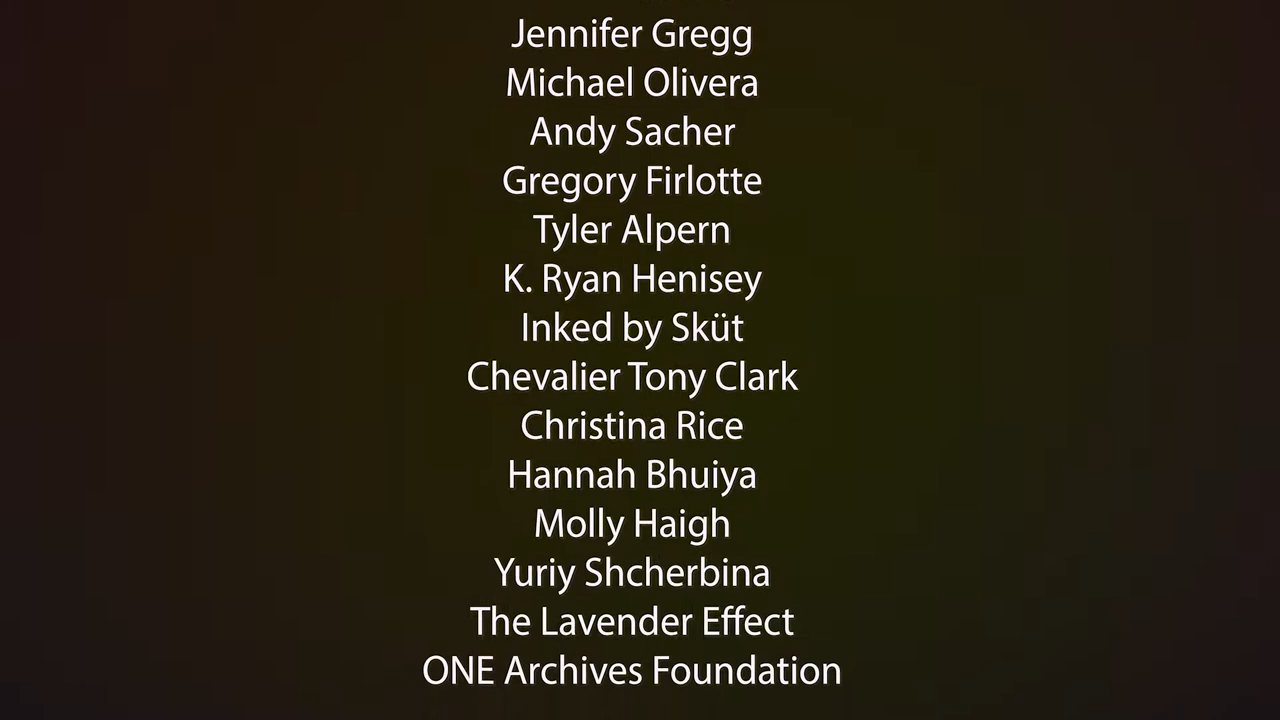 Jennifer Gregg
Michael Olivera
Andy Sacher
Gregory Firlotte
Tyler Alpern
K. Ryan Henisey
Inked by Sküt
Chevalier Tony Clark
Christina Rice
Hannah Bhuiya
Molly Haigh
Yuriy Shcherbina
The Lavender Effect
ONE Archives Foundation